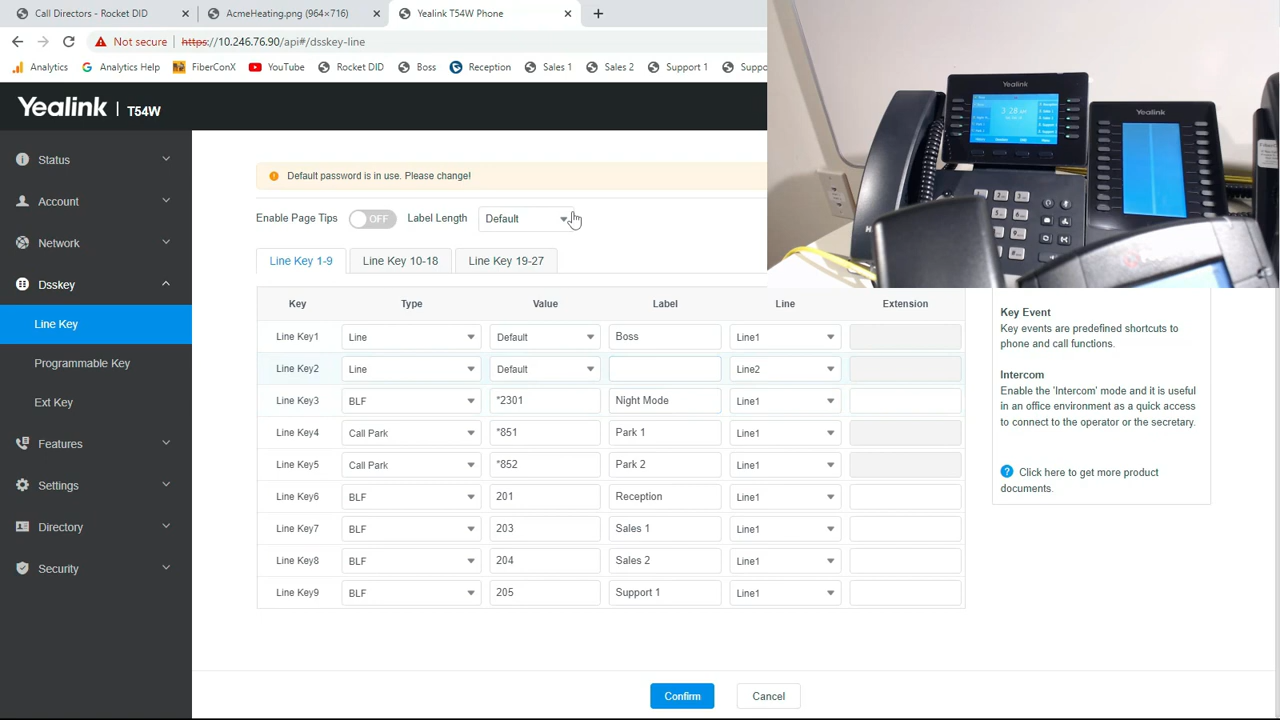 Call Directors - Rocket DID
AcmeHeating.png (964×716)
Yealink T54W Phone
Not secure
https://10.246.76.90/api#/dsskey-line
Analytics
Analytics Help
FiberConX
YouTube
Rocket DID
Boss
Reception
Sales 1
Sales 2
Support 1
Suppo
Yealink | T54W
Status
Account
Network
Dsskey
Line Key
Programmable Key
Ext Key
Features
Settings
Directory
Security
Default password is in use. Please change!
Enable Page Tips OFF Label Length Default
Line Key 1-9 Line Key 10-18 Line Key 19-27
Key Type Value Label Line Extension
Line Key1 Line Default Boss Line1
Line Key2 Line Default Line2
Line Key3 BLF *2301 Night Mode Line1
Line Key4 Call Park *851 Park 1 Line1
Line Key5 Call Park *852 Park 2 Line1
Line Key6 BLF 201 Reception Line1
Line Key7 BLF 203 Sales 1 Line1
Line Key8 BLF 204 Sales 2 Line1
Line Key9 BLF 205 Support 1 Line1
Confirm Cancel
Yealink
3:28
Yealink
Key Event
Key events are predefined shortcuts to
phone and call functions.
Intercom
Enable the 'Intercom' mode and it is useful
in an office environment as a quick access
to connect to the operator or the secretary.
Click here to get more product
documents.